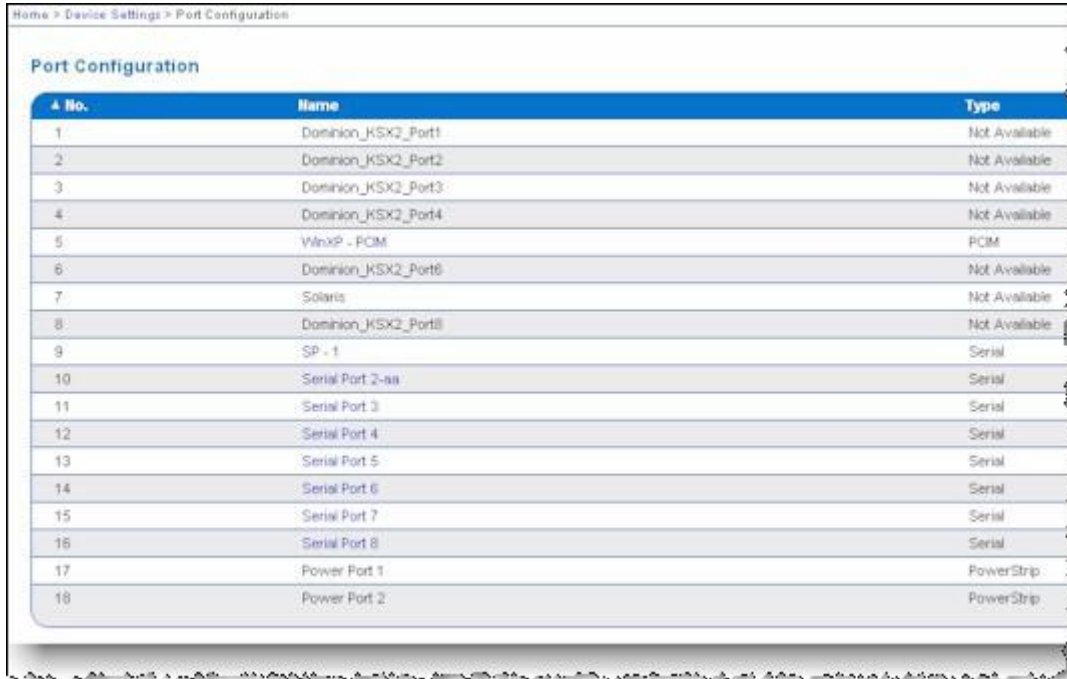 Home > Device Settings > Port Configuration
Port Configuration
▲ No. Name Type
1 Dominion_KSX2_Port1 Not Available
2 Dominion_KSX2_Port2 Not Available
3 Dominion_KSX2_Port3 Not Available
4 Dominion_KSX2_Port4 Not Available
5 WinXP - PCIM PCIM
6 Dominion_KSX2_Port6 Not Available
7 Solaris Not Available
8 Dominion_KSX2_Port8 Not Available
9 SP - 1 Serial
10 Serial Port 2-aa Serial
11 Serial Port 3 Serial
12 Serial Port 4 Serial
13 Serial Port 5 Serial
14 Serial Port 6 Serial
15 Serial Port 7 Serial
16 Serial Port 8 Serial
17 Power Port 1 PowerStrip
18 Power Port 2 PowerStrip